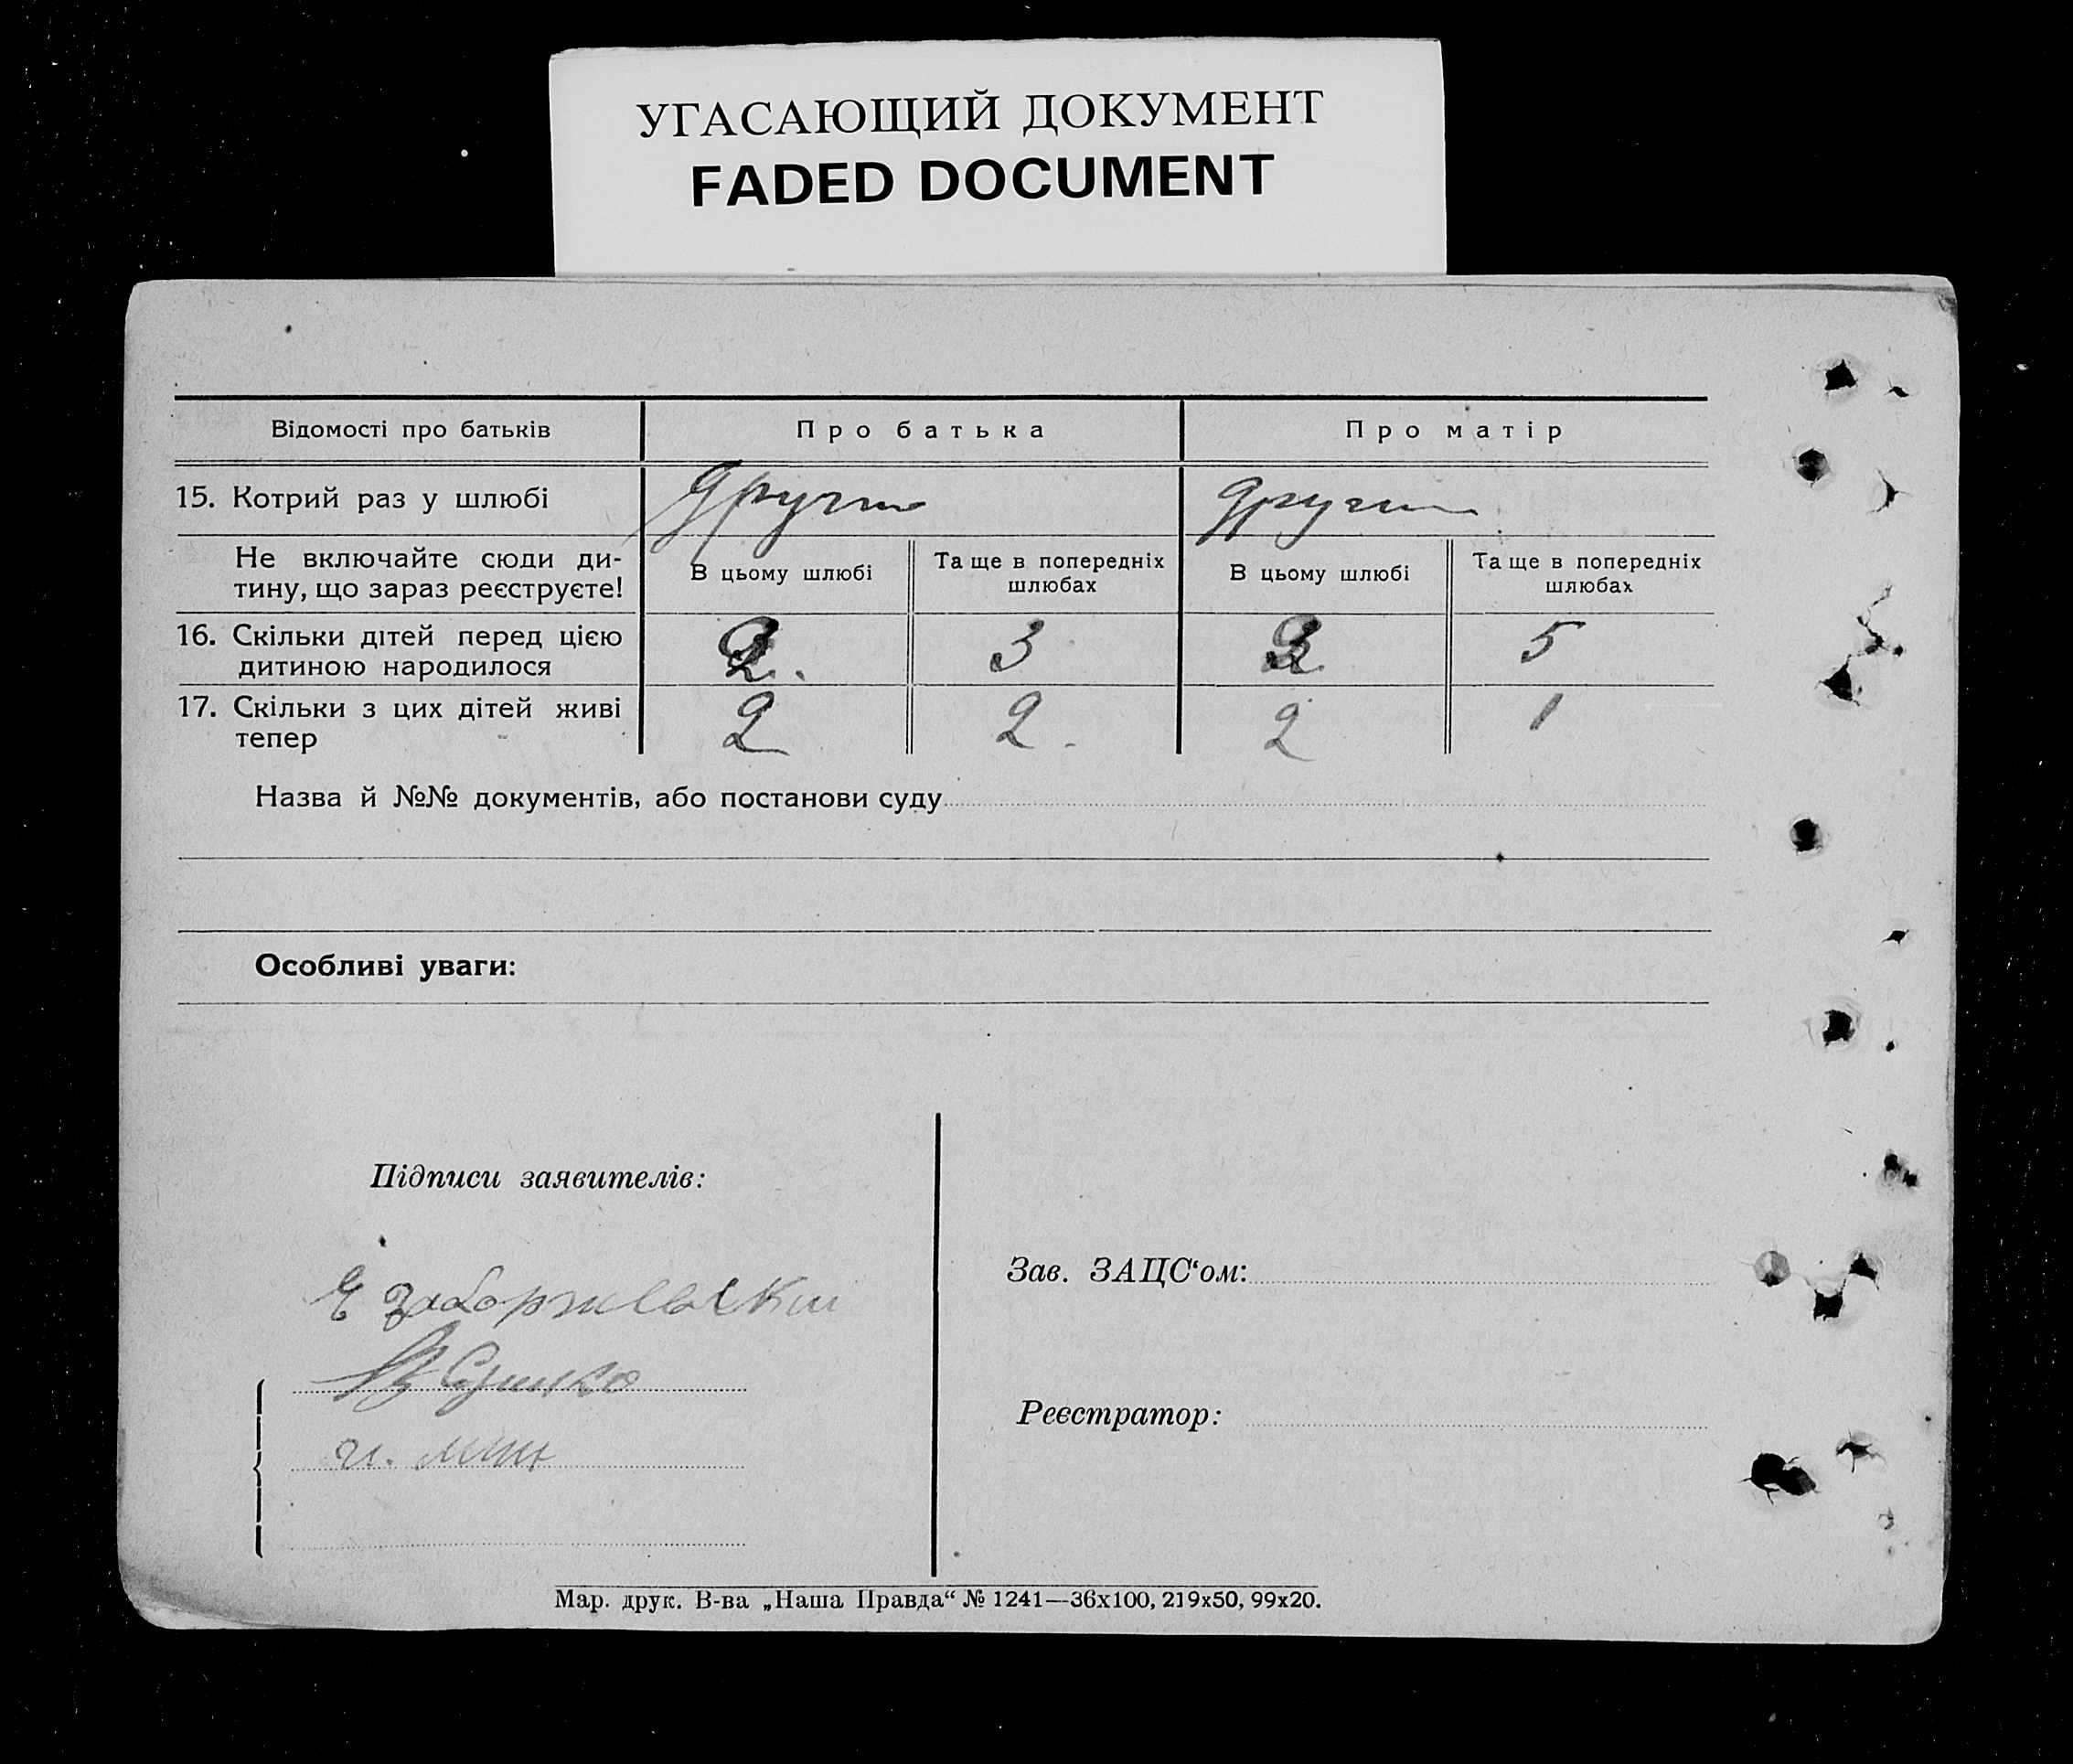 УГАСАЮЩИЙ ДОКУМЕНТ
FADED DOCUMENT
Відомості про батьків Про батька Про матір
15. Котрий раз у шлюбі другий другий
Не включайте сюди ди-
тину, що зараз реєструєте!
В цьому шлюбі Та ще в попередніх шлюбах В цьому шлюбі Та ще в попередніх шлюбах
16. Скільки дітей перед цією
дитиною народилося 2. 3 2 5
17. Скільки з цих дітей живі
тепер 2 2. 2 1
Назва й №№ документів, або постанови суду
Особливі уваги:
Підписи заявителів:
Зав. ЗАЦС‘ом:
Реєстратор:
Мар. друк. В-ва „Наша Правда“ № 1241—36х100, 219х50, 99х20.